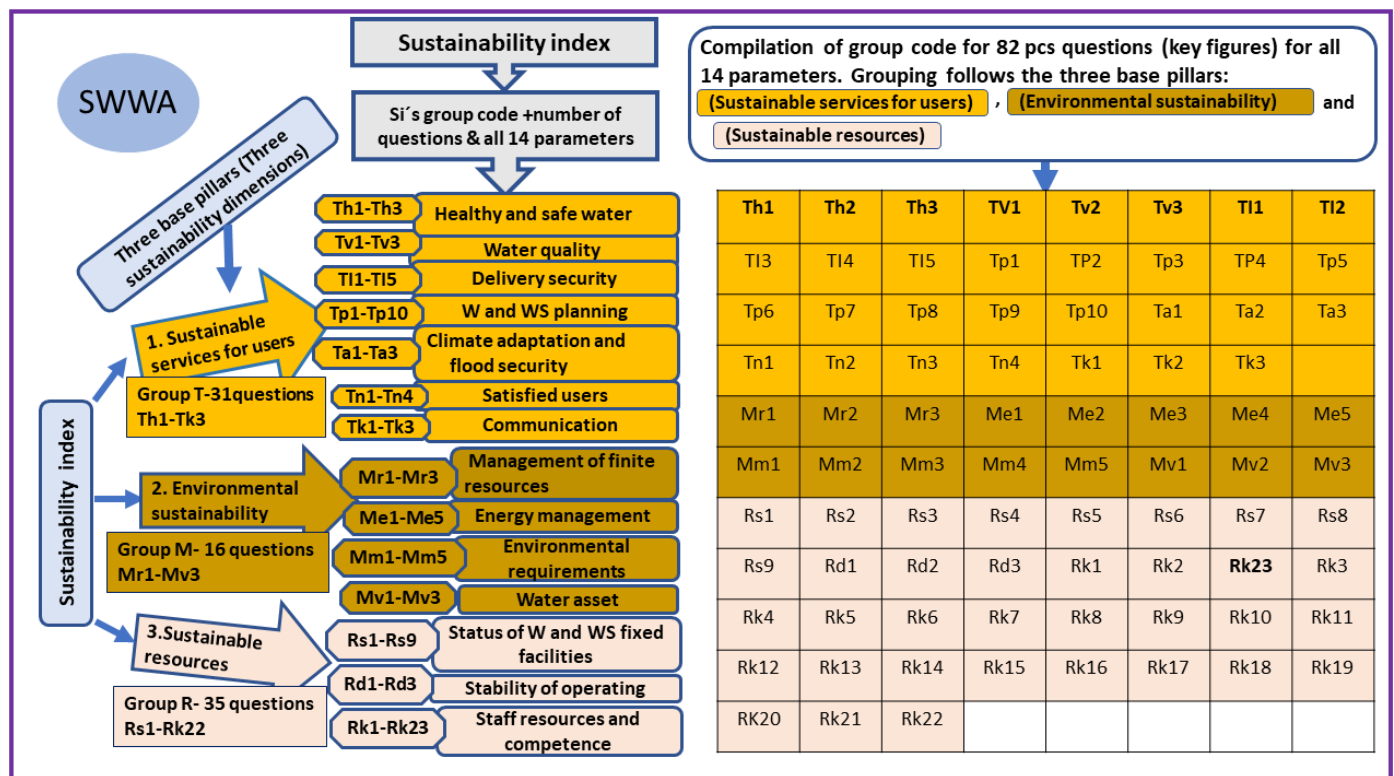 SWWA
Sustainability index
Si´s group code +number of
questions & all 14 parameters
Three base pillars (Three
sustainability dimensions)
Sustainability index
1. Sustainable
services for users
Group T-31questions
Th1-Tk3
Th1-Th3
Healthy and safe water
Tv1-Tv3
Water quality
TI1-TI5
Delivery security
Tp1-Tp10
W and WS planning
Ta1-Ta3
Climate adaptation and
flood security
Tn1-Tn4
Satisfied users
Tk1-Tk3
Communication
2. Environmental
sustainability
Group M- 16 questions
Mr1-Mv3
Mr1-Mr3
Management of finite
resources
Me1-Me5
Energy management
Mm1-Mm5
Environmental
requirements
Mv1-Mv3
Water asset
3.Sustainable
resources
Group R- 35 questions
Rs1-Rk22
Rs1-Rs9
Status of W and WS fixed
facilities
Rd1-Rd3
Stability of operating
Rk1-Rk23
Staff resources and
competence
Compilation of group code for 82 pcs questions (key figures) for all
14 parameters. Grouping follows the three base pillars:
(Sustainable services for users) , (Environmental sustainability) and
(Sustainable resources)
Th1 Th2 Th3 TV1 Tv2 Tv3 TI1 TI2
TI3 TI4 TI5 Tp1 TP2 Tp3 TP4 Tp5
Tp6 Tp7 Tp8 Tp9 Tp10 Ta1 Ta2 Ta3
Tn1 Tn2 Tn3 Tn4 Tk1 Tk2 Tk3
Mr1 Mr2 Mr3 Me1 Me2 Me3 Me4 Me5
Mm1 Mm2 Mm3 Mm4 Mm5 Mv1 Mv2 Mv3
Rs1 Rs2 Rs3 Rs4 Rs5 Rs6 Rs7 Rs8
Rs9 Rd1 Rd2 Rd3 Rk1 Rk2 Rk23 Rk3
Rk4 Rk5 Rk6 Rk7 Rk8 Rk9 Rk10 Rk11
Rk12 Rk13 Rk14 Rk15 Rk16 Rk17 Rk18 Rk19
RK20 Rk21 Rk22